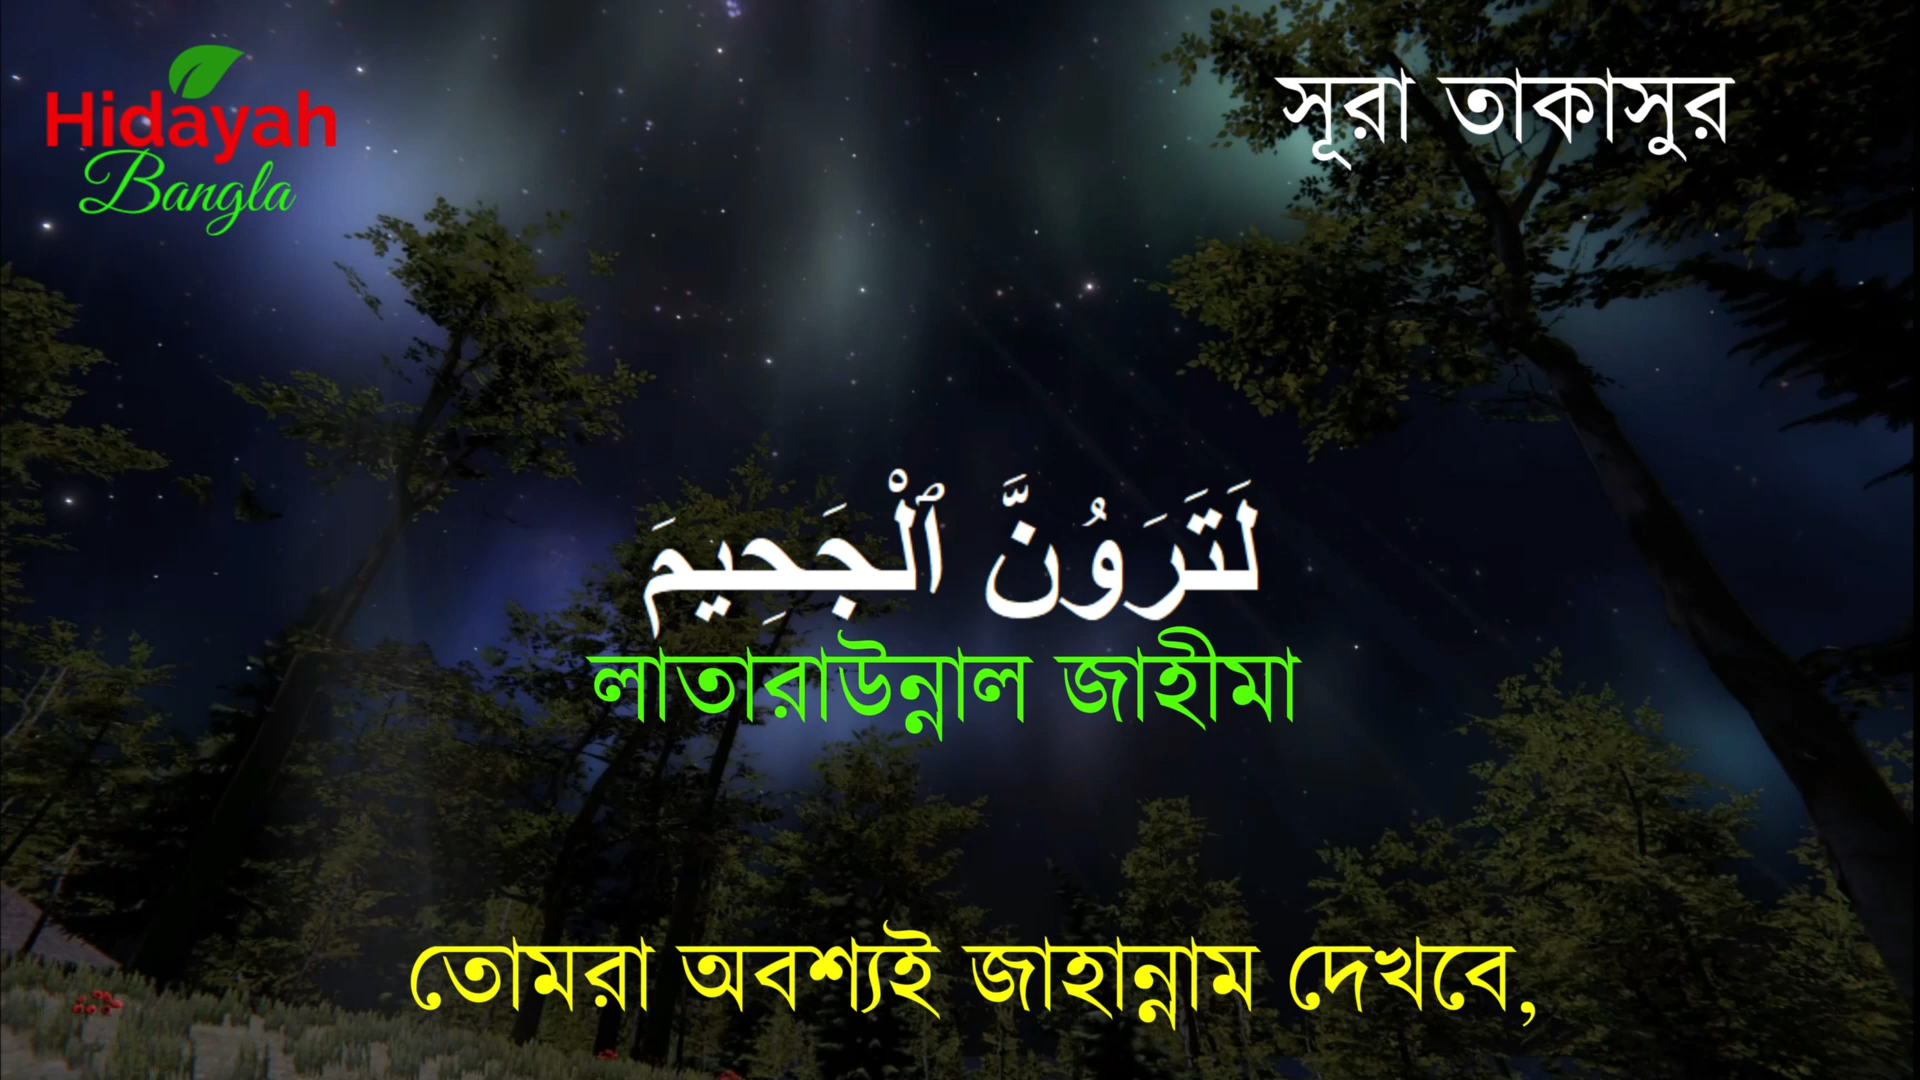 Hidayah
Bangla
সূরা তাকাসুর
لَتَرَوُنَّ ٱلْجَحِيمَ
লাতারাউন্নাল জাহীমা
তোমরা অবশ্যই জাহান্নাম দেখবে,